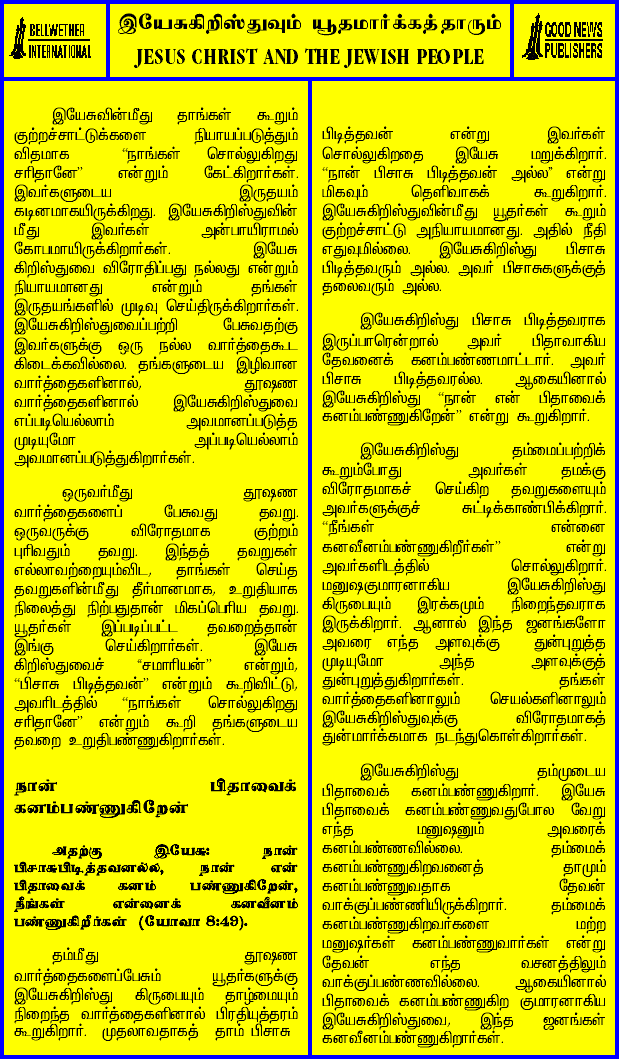 BELLWETHER
INTERNATIONAL
இயேசுகிறிஸ்துவும் யூதமார்க்கத்தாரும்
JESUS CHRIST AND THE JEWISH PEOPLE
GOOD NEWS
PUBLISHERS
இயேசுவின்மீது தாங்கள் கூறும்
குற்றச்சாட்டுக்களை நியாயப்படுத்தும்
விதமாக “நாங்கள் சொல்லுகிறது
சரிதானே” என்றும் கேட்கிறார்கள்.
இவர்களுடைய இருதயம்
கடினமாகயிருக்கிறது. இயேசுகிறிஸ்துவின்
மீது இவர்கள் அன்பாயிராமல்
கோபமாயிருக்கிறார்கள். இயேசு
கிறிஸ்துவை விரோதிப்பது நல்லது என்றும்
நியாயமானது என்றும் தங்கள்
இருதயங்களில் முடிவு செய்திருக்கிறார்கள்.
இயேசுகிறிஸ்துவைப்பற்றி பேசுவதற்கு
இவர்களுக்கு ஒரு நல்ல வார்த்தைகூட
கிடைக்கவில்லை. தங்களுடைய இழிவான
வார்த்தைகளினால், தூஷண
வார்த்தைகளினால் இயேசுகிறிஸ்துவை
எப்படியெல்லாம் அவமானப்படுத்த
முடியுமோ அப்படியெல்லாம்
அவமானப்படுத்துகிறார்கள்.
ஒருவர்மீது தூஷண
வார்த்தைகளைப் பேசுவது தவறு.
ஒருவருக்கு விரோதமாக குற்றம்
புரிவதும் தவறு. இந்தத் தவறுகள்
எல்லாவற்றையும்விட, தாங்கள் செய்த
தவறுகளின்மீது தீர்மானமாக, உறுதியாக
நிலைத்து நிற்பதுதான் மிகப்பெரிய தவறு.
யூதர்கள் இப்படிப்பட்ட தவறைத்தான்
இங்கு செய்கிறார்கள். இயேசு
கிறிஸ்துவைச் “சமாரியன்” என்றும்,
“பிசாசு பிடித்தவன்” என்றும் கூறிவிட்டு,
அவரிடத்தில் “நாங்கள் சொல்லுகிறது
சரிதானே” என்றும் கூறி தங்களுடைய
தவறை உறுதிபண்ணுகிறார்கள்.
நான் பிதாவைக்
கனம்பண்ணுகிறேன்
அதற்கு இயேசு: நான்
பிசாசுபிடித்தவனல்ல, நான் என்
பிதாவைக் கனம் பண்ணுகிறேன்,
நீங்கள் என்னைக் கனவீனம்
பண்ணுகிறீர்கள் (யோவா 8:49).
தம்மீது தூஷண
வார்த்தைகளைப்பேசும் யூதர்களுக்கு
இயேசுகிறிஸ்து கிருபையும் தாழ்மையும்
நிறைந்த வார்த்தைகளினால் பிரதியுத்தரம்
கூறுகிறார். முதலாவதாகத் தாம் பிசாசு
பிடித்தவன் என்று இவர்கள்
சொல்லுகிறதை இயேசு மறுக்கிறார்.
“நான் பிசாசு பிடித்தவன் அல்ல” என்று
மிகவும் தெளிவாகக் கூறுகிறார்.
இயேசுகிறிஸ்துவின்மீது யூதர்கள் கூறும்
குற்றச்சாட்டு அநியாயமானது. அதில் நீதி
எதுவுமில்லை. இயேசுகிறிஸ்து பிசாசு
பிடித்தவரும் அல்ல. அவர் பிசாசுகளுக்குத்
தலைவரும் அல்ல.
இயேசுகிறிஸ்து பிசாசு பிடித்தவராக
இருப்பாரென்றால் அவர் பிதாவாகிய
தேவனைக் கனம்பண்ணமாட்டார். அவர்
பிசாசு பிடித்தவரல்ல. ஆகையினால்
இயேசுகிறிஸ்து “நான் என் பிதாவைக்
கனம்பண்ணுகிறேன்” என்று கூறுகிறார்.
இயேசுகிறிஸ்து தம்மைப்பற்றிக்
கூறும்போது அவர்கள் தமக்கு
விரோதமாகச் செய்கிற தவறுகளையும்
அவர்களுக்குச் சுட்டிக்காண்பிக்கிறார்.
“நீங்கள் என்னை
கனவீனம்பண்ணுகிறீர்கள்” என்று
அவர்களிடத்தில் சொல்லுகிறார்.
மனுஷகுமாரனாகிய இயேசுகிறிஸ்து
கிருபையும் இரக்கமும் நிறைந்தவராக
இருக்கிறார். ஆனால் இந்த ஜனங்களோ
அவரை எந்த அளவுக்கு துன்புறுத்த
முடியுமோ அந்த அளவுக்குத்
துன்புறுத்துகிறார்கள். தங்கள்
வார்த்தைகளினாலும் செயல்களினாலும்
இயேசுகிறிஸ்துவுக்கு விரோதமாகத்
துன்மார்க்கமாக நடந்துகொள்கிறார்கள்.
இயேசுகிறிஸ்து தம்முடைய
பிதாவைக் கனம்பண்ணுகிறார். இயேசு
பிதாவைக் கனம்பண்ணுவதுபோல வேறு
எந்த மனுஷனும் அவரைக்
கனம்பண்ணவில்லை. தம்மைக்
கனம்பண்ணுகிறவனைத் தாமும்
கனம்பண்ணுவதாக தேவன்
வாக்குப்பண்ணியிருக்கிறார். தம்மைக்
கனம்பண்ணுகிறவர்களை மற்ற
மனுஷர்கள் கனம்பண்ணுவார்கள் என்று
தேவன் எந்த வசனத்திலும்
வாக்குப்பண்ணவில்லை. ஆகையினால்
பிதாவைக் கனம்பண்ணுகிற குமாரனாகிய
இயேசுகிறிஸ்துவை, இந்த ஜனங்கள்
கனவீனம்பண்ணுகிறார்கள்.